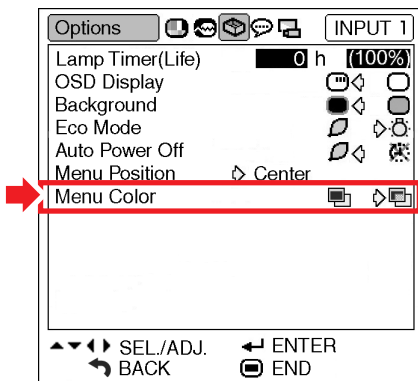 Options INPUT 1
Lamp Timer(Life) 0 h (100%)
OSD Display
Background
Eco Mode
Auto Power Off
Menu Position Center
Menu Color
SEL./ADJ. ENTER
BACK END